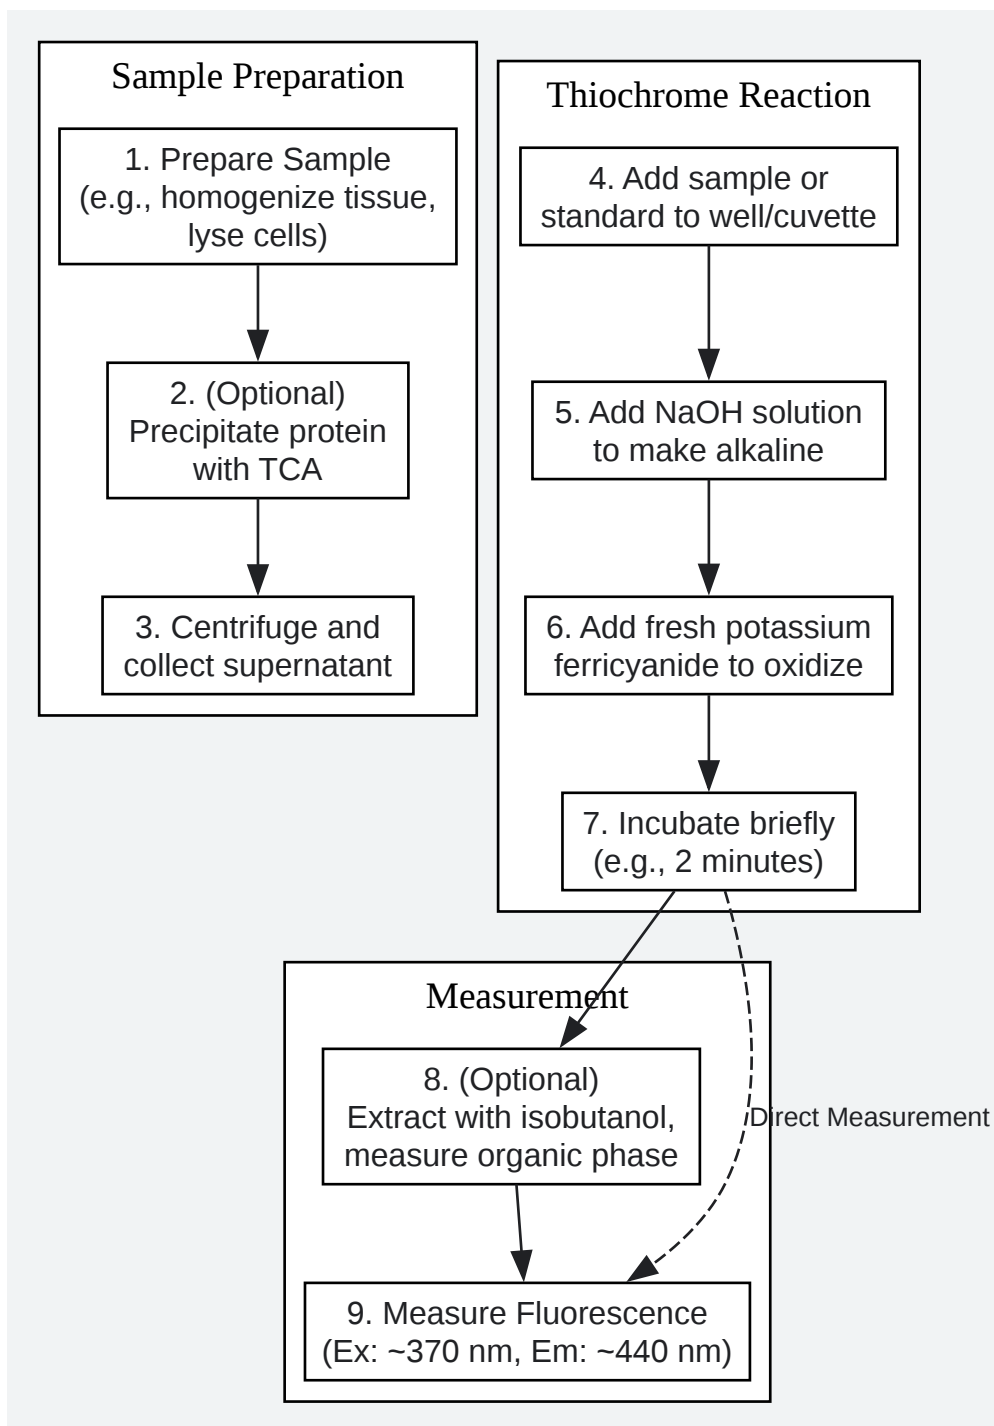 Sample Preparation
1. Prepare Sample
(e.g., homogenize tissue,
lyse cells)
2. (Optional)
Precipitate protein
with TCA
3. Centrifuge and
collect supernatant
Thiochrome Reaction
4. Add sample or
standard to well/cuvette
5. Add NaOH solution
to make alkaline
6. Add fresh potassium
ferricyanide to oxidize
7. Incubate briefly
(e.g., 2 minutes)
Measurement
8. (Optional)
Extract with isobutanol,
measure organic phase
Direct Measurement
9. Measure Fluorescence
(Ex: ~370 nm, Em: ~440 nm)